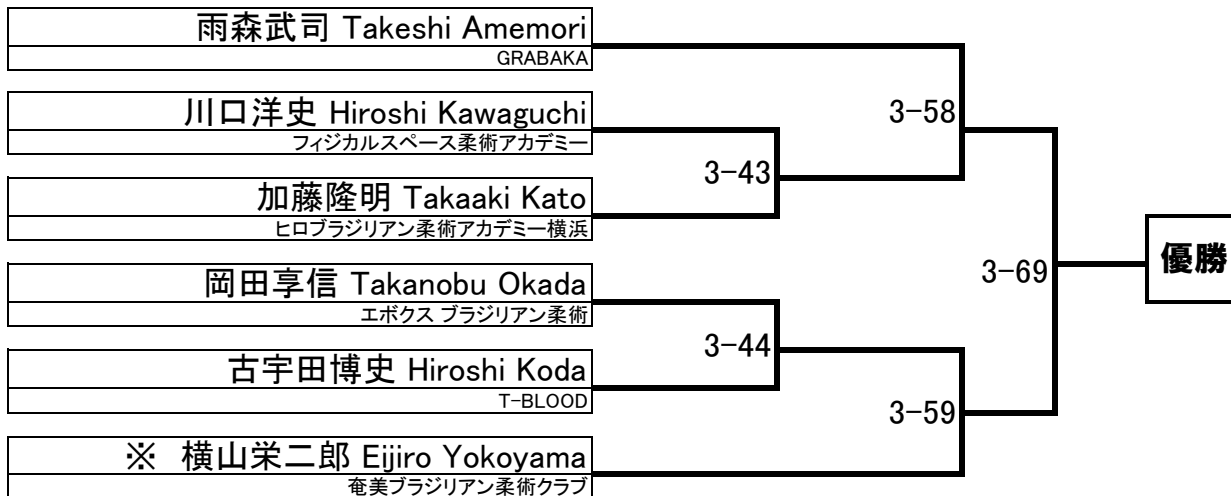 雨森武司 Takeshi Amemori
GRABAKA
川口洋史 Hiroshi Kawaguchi
フィジカルスペース柔術アカデミー
3-58
3-43
加藤隆明 Takaaki Kato
ヒロブラジリアン柔術アカデミー横浜
優勝
3-69
岡田享信 Takanobu Okada
エボクス ブラジリアン柔術
3-44
古宇田博史 Hiroshi Koda
T-BLOOD
3-59
※ 横山栄二郎 Eijiro Yokoyama
奄美ブラジリアン柔術クラブ